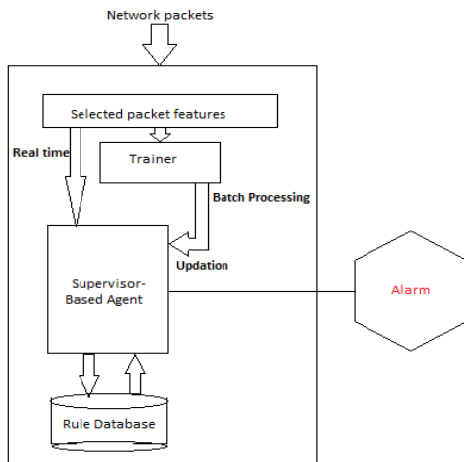 Network packets
Selected packet features
Real time
Trainer
Batch Processing
Updation
Supervisor-
Based Agent
Alarm
Rule Database